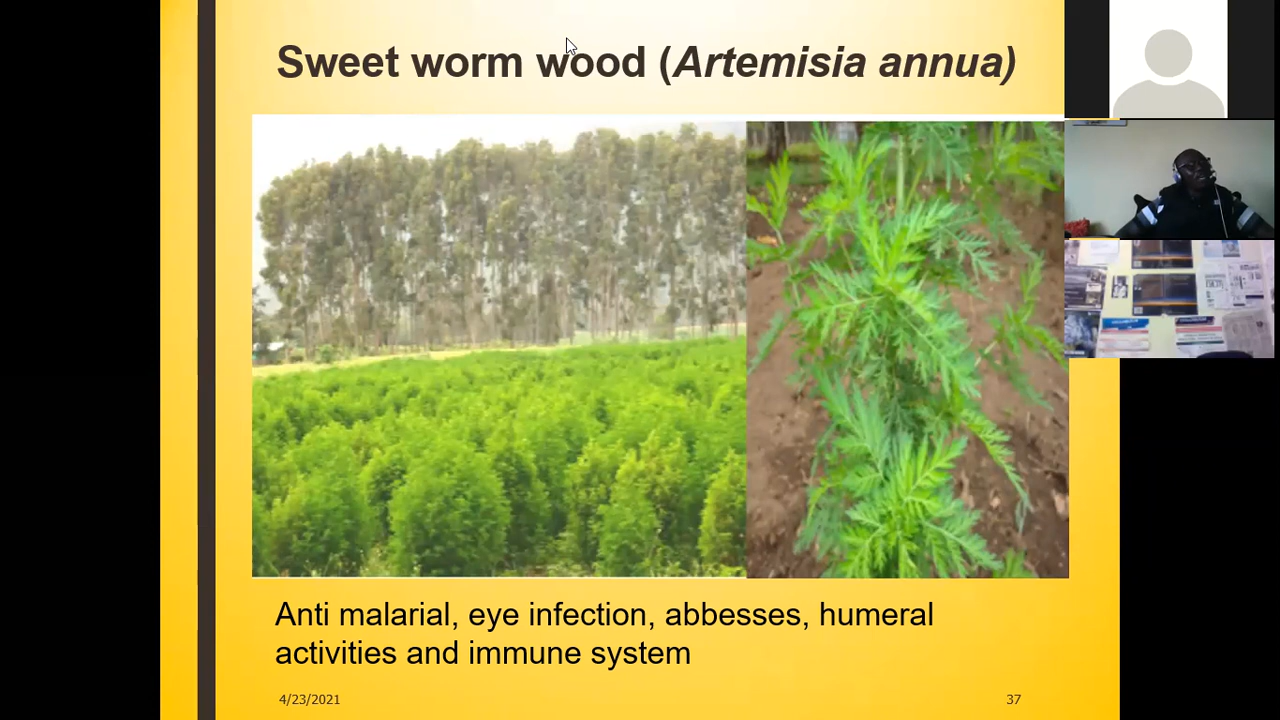 Sweet worm wood (Artemisia annua)
Anti malarial, eye infection, abbesses, humeral
activities and immune system
4/23/2021
37